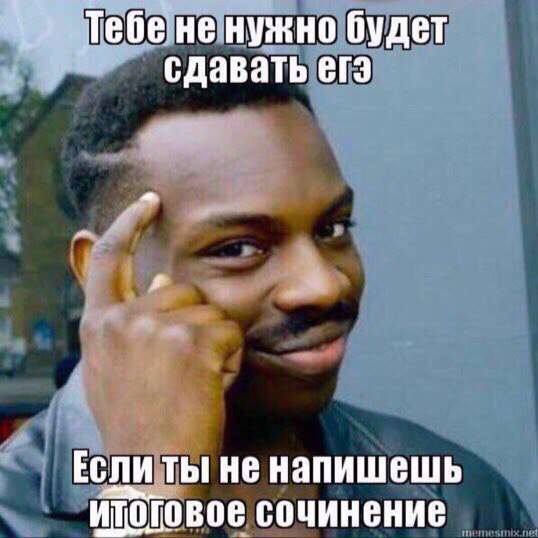 Тебе не нужно будет
сдавать егэ
Если ты не напишешь
итоговое сочинение
memesmix.net